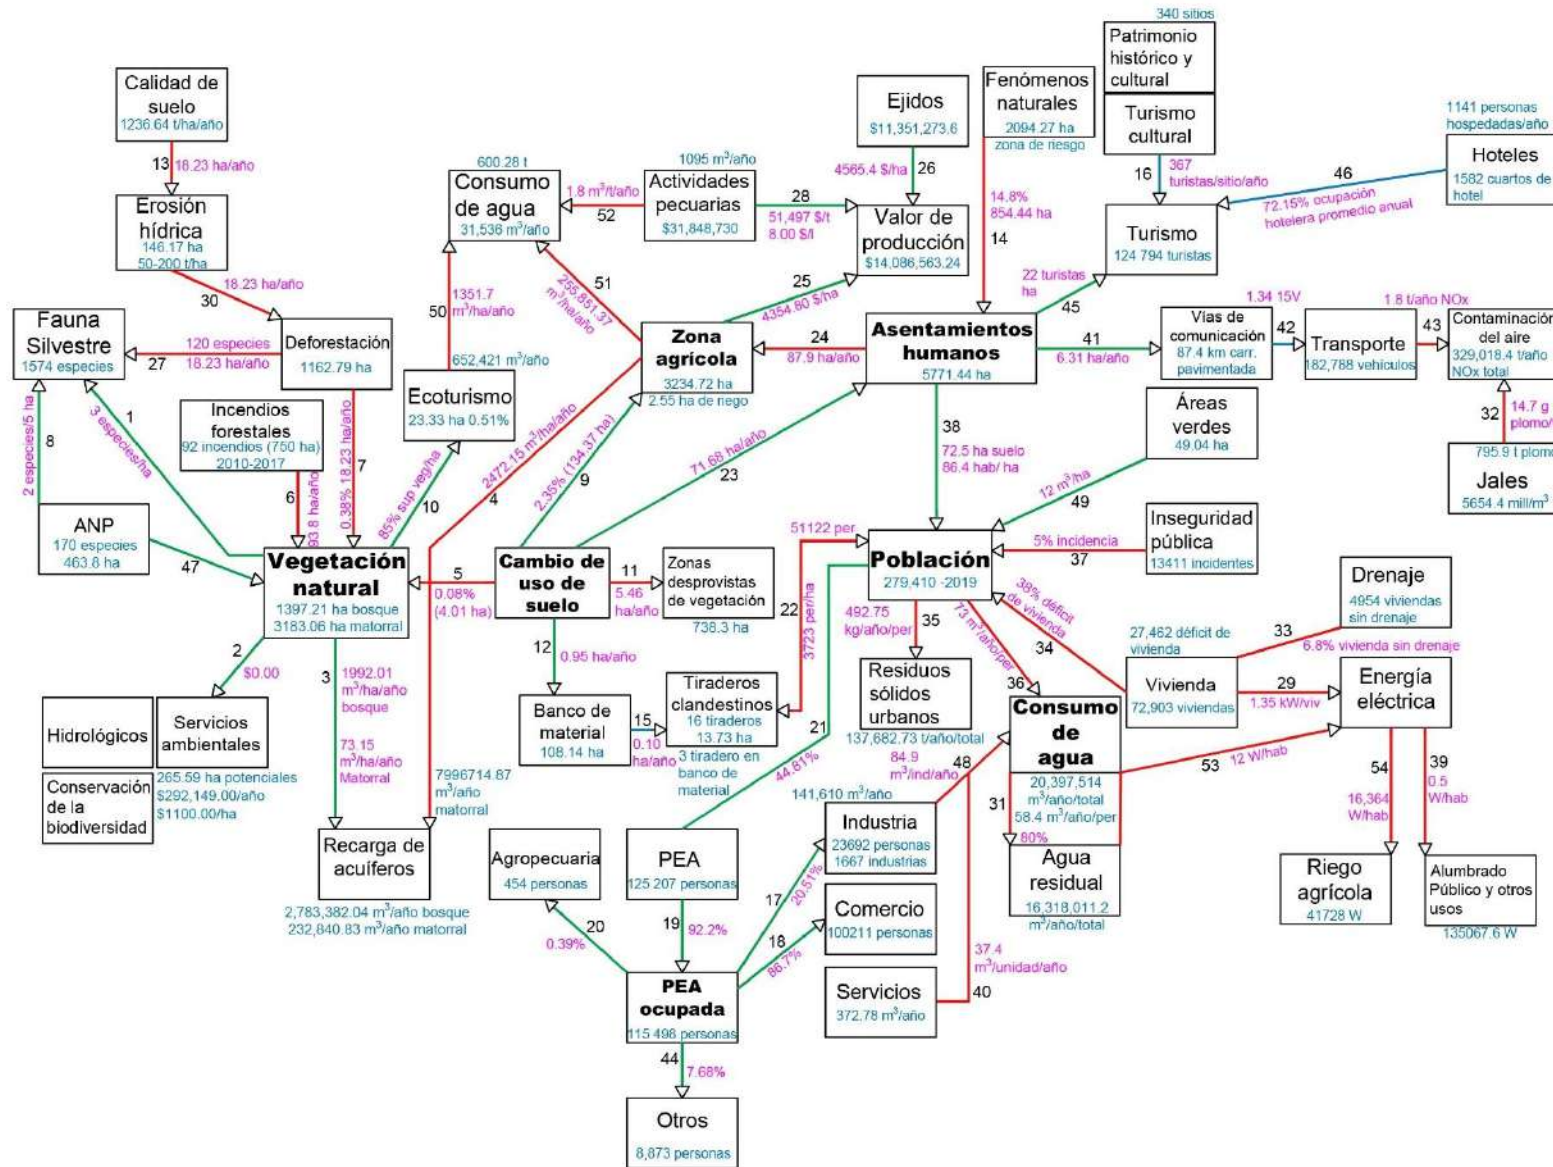 340 sitios
Patrimonio
histórico y
cultural
Turismo
cultural
Calidad de
suelo
1236.64 t/ha/año
Ejidos
$11,351,273.6
Fenómenos
naturales
2094.27 ha
zona de riesgo
1141 personas
hospedadas/año
Hoteles
1582 cuartos de
hotel
13
18.23 ha/año
600.28 t
Consumo
de agua
31,536 m³/año
1.8 m³/t/año
52
1095 m³/año
Actividades
pecuarias
$31,848,730
28
51,497 $/t
8.00 $/l
4565.4 $/ha
26
Valor de
producción
$14,086,563.24
14.8%
854.44 ha
14
16
367
turistas/sitio/año
46
72.15% ocupación
hotelera promedio anual
Turismo
124 794 turistas
Erosión
hídrica
146.17 ha
50-200 t/ha
30
18.23 ha/año
50
1351.7
m³/ha/año
51
255,851.37
m³/ha/año
25
4354.80 $/ha
22 turistas
ha
45
Fauna
Silvestre
1574 especies
120 especies
27
18.23 ha/año
Deforestación
1162.79 ha
652,421 m³/año
Ecoturismo
23.33 ha 0.51%
Zona
agrícola
3234.72 ha
2.55 ha de riego
24
87.9 ha/año
Asentamientos
humanos
5771.44 ha
41
6.31 ha/año
Vías de
comunicación
87.4 km carr.
pavimentada
1.34 15V
42
Transporte
182,788 vehículos
1.8 t/año NOx
43
Contaminación
del aire
329,018.4 t/año
NOx total
32
14.7 g
795.9 t plomo
Jales
5654.4 mill/m³
8
2 especies/5 ha
1
3 especies/ha
Incendios
forestales
92 incendios (750 ha)
2010-2017
6
93.8 ha/año
7
0.38% 18.23 ha/año
10
85% sup veg/ha
4
2472.15 m³/ha/año
9
2.35% (134.37 ha)
23
71.68 ha/año
38
72.5 ha suelo
86.4 hab/ ha
Áreas
verdes
49.04 ha
12 m³/ha
49
ANP
170 especies
463.8 ha
47
Vegetación
natural
1397.21 ha bosque
3183.06 ha matorral
5
0.08%
(4.01 ha)
Cambio de
uso de
suelo
11
5.46
ha/año
Zonas
desprovistas
de vegetación
738.3 ha
51122 per
22
3723 per/ha
Población
279,410 -2019
5% incidencia
37
Inseguridad
pública
13411 incidentes
Drenaje
4954 viviendas
sin drenaje
2
$0.00
3
1992.01
m³/ha/año
bosque
73.15
m³/ha/año
Matorral
12
0.95 ha/año
492.75
kg/año/per
35
73 m³/año/per
36
38% déficit
de vivienda
34
27,462 déficit de
vivienda
Vivienda
72,903 viviendas
33
6.8% vivienda sin drenaje
29
1.35 kW/viv
Energía
eléctrica
Hidrológicos
Servicios
ambientales
Conservación
de la
biodiversidad
265.59 ha potenciales
$292,149.00/año
$1100.00/ha
Banco de
material
108.14 ha
15
0.10
ha/año
Tiraderos
clandestinos
16 tiraderos
13.73 ha
3 tiradero en
banco de
material
21
44.81%
Residuos
sólidos
urbanos
137,682.73 t/año/total
Consumo
de
agua
20,397,514
m³/año/total
58.4 m³/año/per
84.9
m³/ind/año
48
53
12 W/hab
54
16,364
W/hab
39
0.5
W/hab
7996714.87
m³/año
matorral
Recarga de
acuíferos
2,783,382.04 m³/año bosque
232,840.83 m³/año matorral
31
80%
Agua
residual
16,318,011.2
m³/año/total
141,610 m³/año
Industria
23692 personas
1667 industrias
Agropecuaria
454 personas
PEA
125 207 personas
17
20.51%
Comercio
100211 personas
18
86.7%
Riego
agrícola
41728 W
Alumbrado
Público y otros
usos
135067.6 W
20
0.39%
19
92.2%
37.4
m³/unidad/año
40
Servicios
372.78 m³/año
PEA
ocupada
115 498 personas
44
7.68%
Otros
8,873 personas